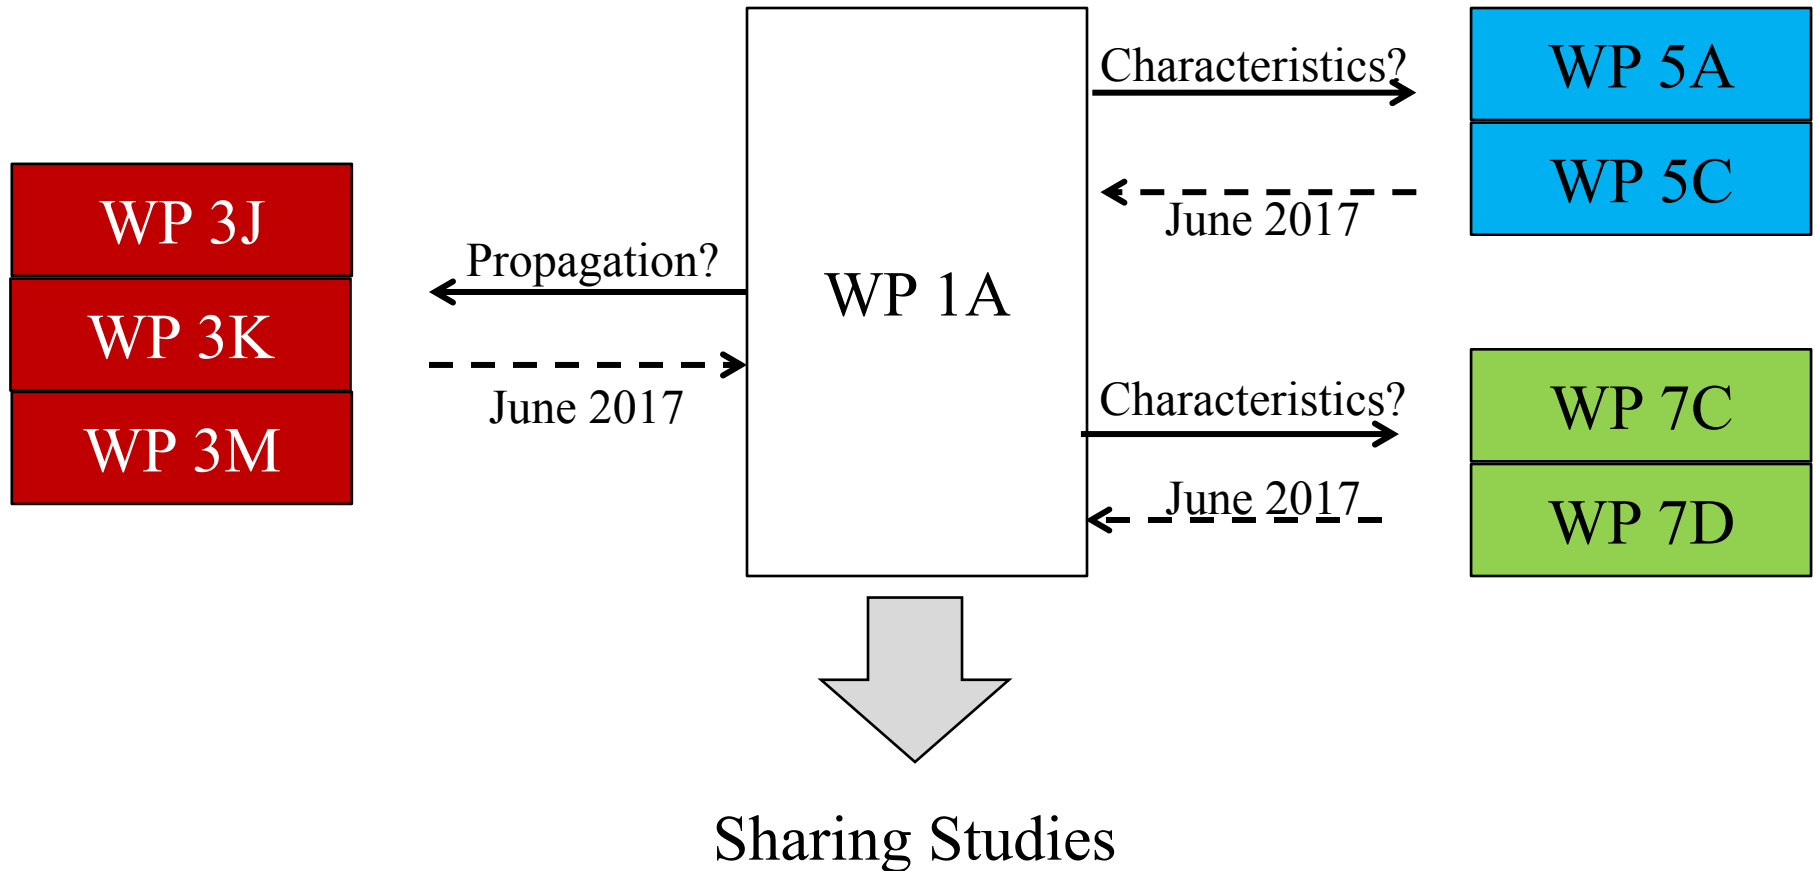 WP 3J
WP 3K
WP 3M
Propagation?
June 2017
WP 1A
Characteristics?
June 2017
WP 5A
WP 5C
Characteristics?
June 2017
WP 7C
WP 7D
Sharing Studies